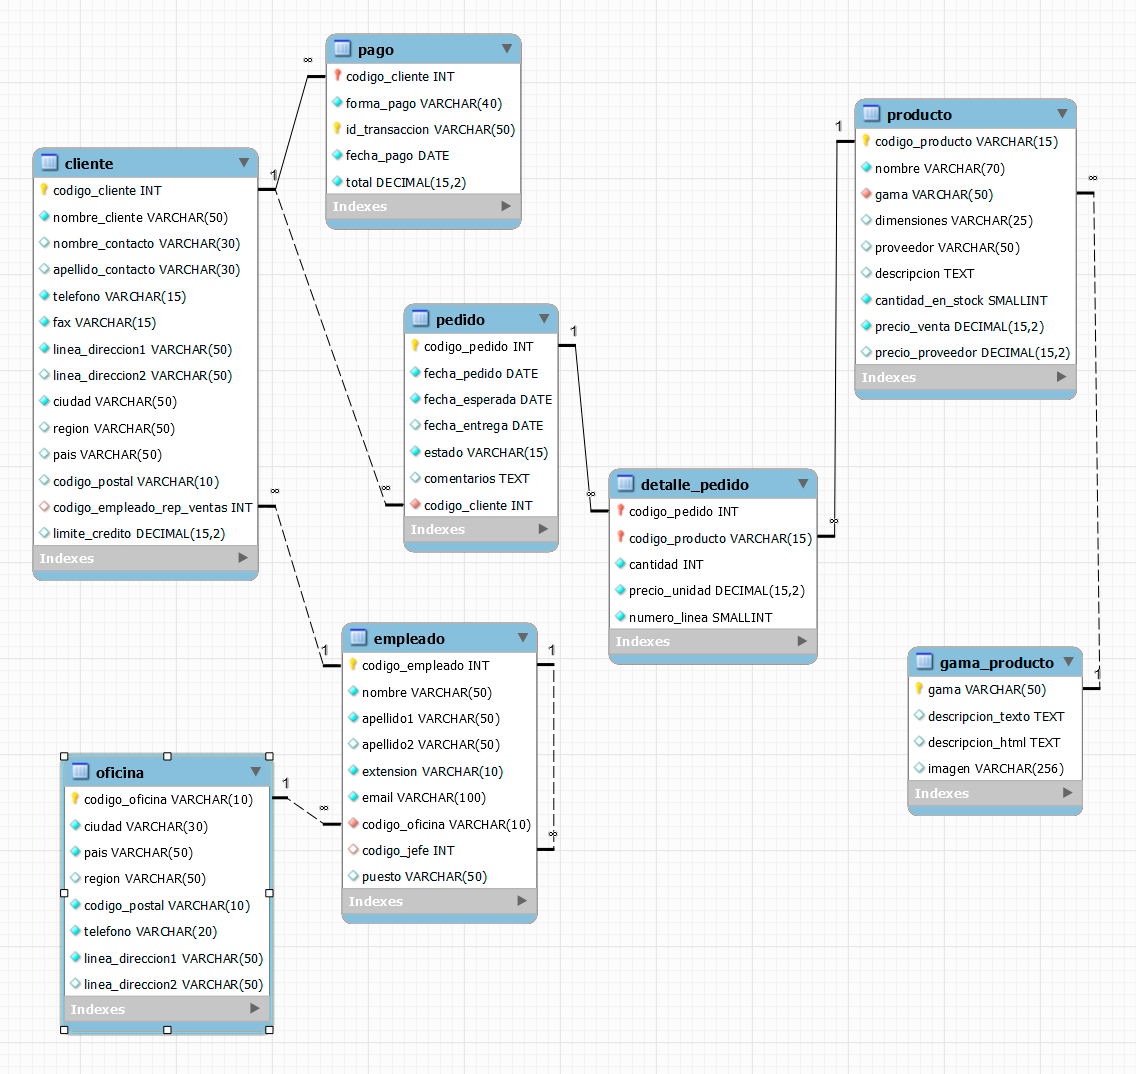 pago
codigo_cliente INT
forma_pago VARCHAR(40)
id_transaccion VARCHAR(50)
fecha_pago DATE
total DECIMAL(15,2)
Indexes
∞
cliente
codigo_cliente INT
nombre_cliente VARCHAR(50)
nombre_contacto VARCHAR(30)
apellido_contacto VARCHAR(30)
telefono VARCHAR(15)
fax VARCHAR(15)
linea_direccion1 VARCHAR(50)
linea_direccion2 VARCHAR(50)
ciudad VARCHAR(50)
region VARCHAR(50)
pais VARCHAR(50)
codigo_postal VARCHAR(10)
codigo_empleado_rep_ventas INT
limite_credito DECIMAL(15,2)
Indexes
1
∞
producto
codigo_producto VARCHAR(15)
nombre VARCHAR(70)
gama VARCHAR(50)
dimensiones VARCHAR(25)
proveedor VARCHAR(50)
descripcion TEXT
cantidad_en_stock SMALLINT
precio_venta DECIMAL(15,2)
precio_proveedor DECIMAL(15,2)
Indexes
1
∞
pedido
codigo_pedido INT
fecha_pedido DATE
fecha_esperada DATE
fecha_entrega DATE
estado VARCHAR(15)
comentarios TEXT
codigo_cliente INT
Indexes
1
∞
detalle_pedido
codigo_pedido INT
codigo_producto VARCHAR(15)
cantidad INT
precio_unidad DECIMAL(15,2)
numero_linea SMALLINT
Indexes
∞
∞
empleado
codigo_empleado INT
nombre VARCHAR(50)
apellido1 VARCHAR(50)
apellido2 VARCHAR(50)
extension VARCHAR(10)
email VARCHAR(100)
codigo_oficina VARCHAR(10)
codigo_jefe INT
puesto VARCHAR(50)
Indexes
1
1
∞
∞
gama_producto
gama VARCHAR(50)
descripcion_texto TEXT
descripcion_html TEXT
imagen VARCHAR(256)
Indexes
1
oficina
codigo_oficina VARCHAR(10)
ciudad VARCHAR(30)
pais VARCHAR(50)
region VARCHAR(50)
codigo_postal VARCHAR(10)
telefono VARCHAR(20)
linea_direccion1 VARCHAR(50)
linea_direccion2 VARCHAR(50)
Indexes
1